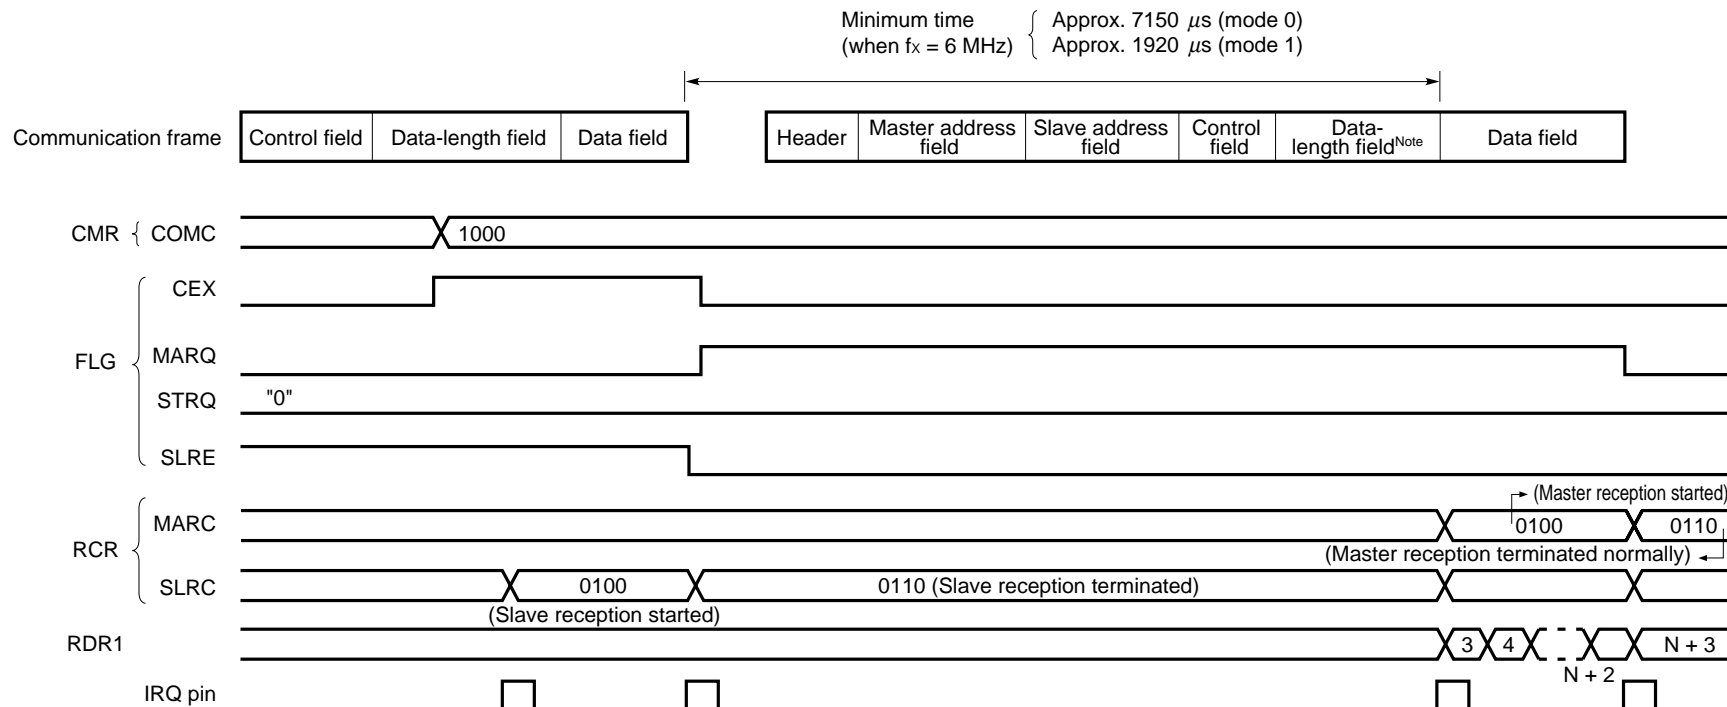 Minimum time
(when fx = 6 MHz)
Approx. 7150 μs (mode 0)
Approx. 1920 μs (mode 1)
Communication frame
Control field
Data-length field
Data field
Header
Master address
field
Slave address
field
Control
field
Data-
length fieldNote
Data field
CMR
COMC
1000
FLG
CEX
MARQ
STRQ
"0"
SLRE
RCR
MARC
(Master reception started)
0100
0110
(Master reception terminated normally)
SLRC
0100
0110 (Slave reception terminated)
(Slave reception started)
RDR1
3
4
N + 3
N + 2
IRQ pin